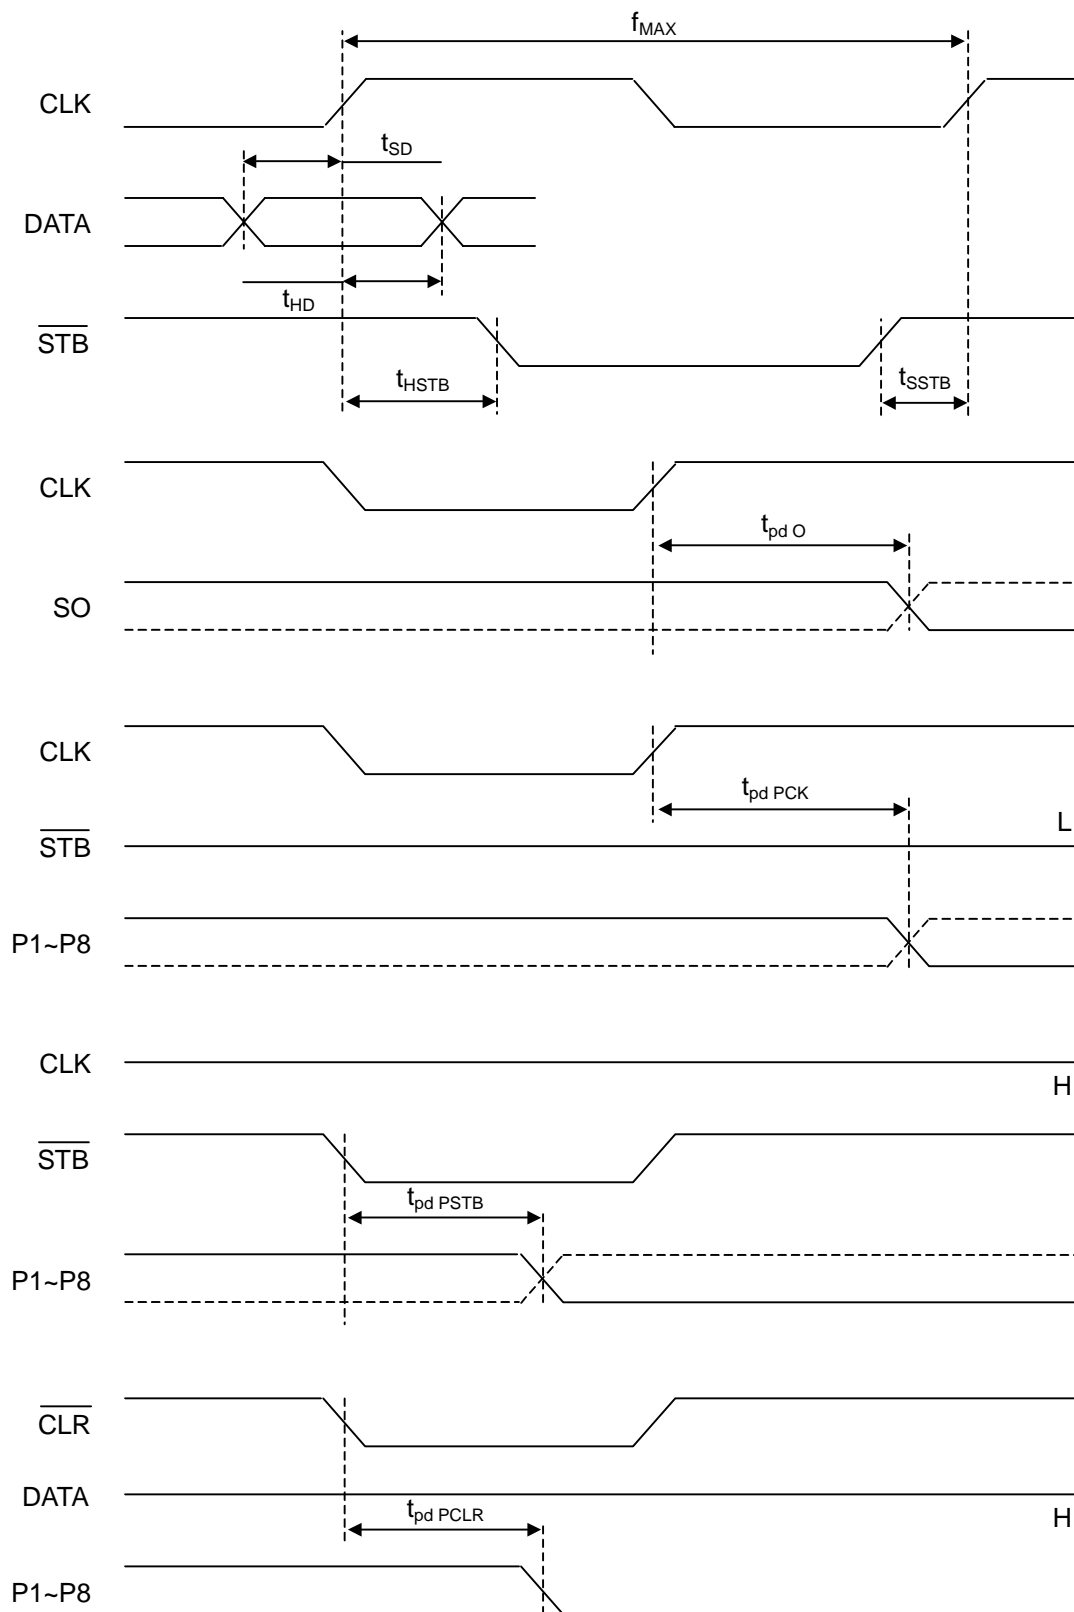 fMAX
CLK
tSD
DATA
tHD
STB
tHSTB
tSSTB
CLK
tpd O
SO
CLK
tpd PCK
L
STB
P1~P8
CLK
H
STB
tpd PSTB
P1~P8
CLR
DATA
H
tpd PCLR
P1~P8